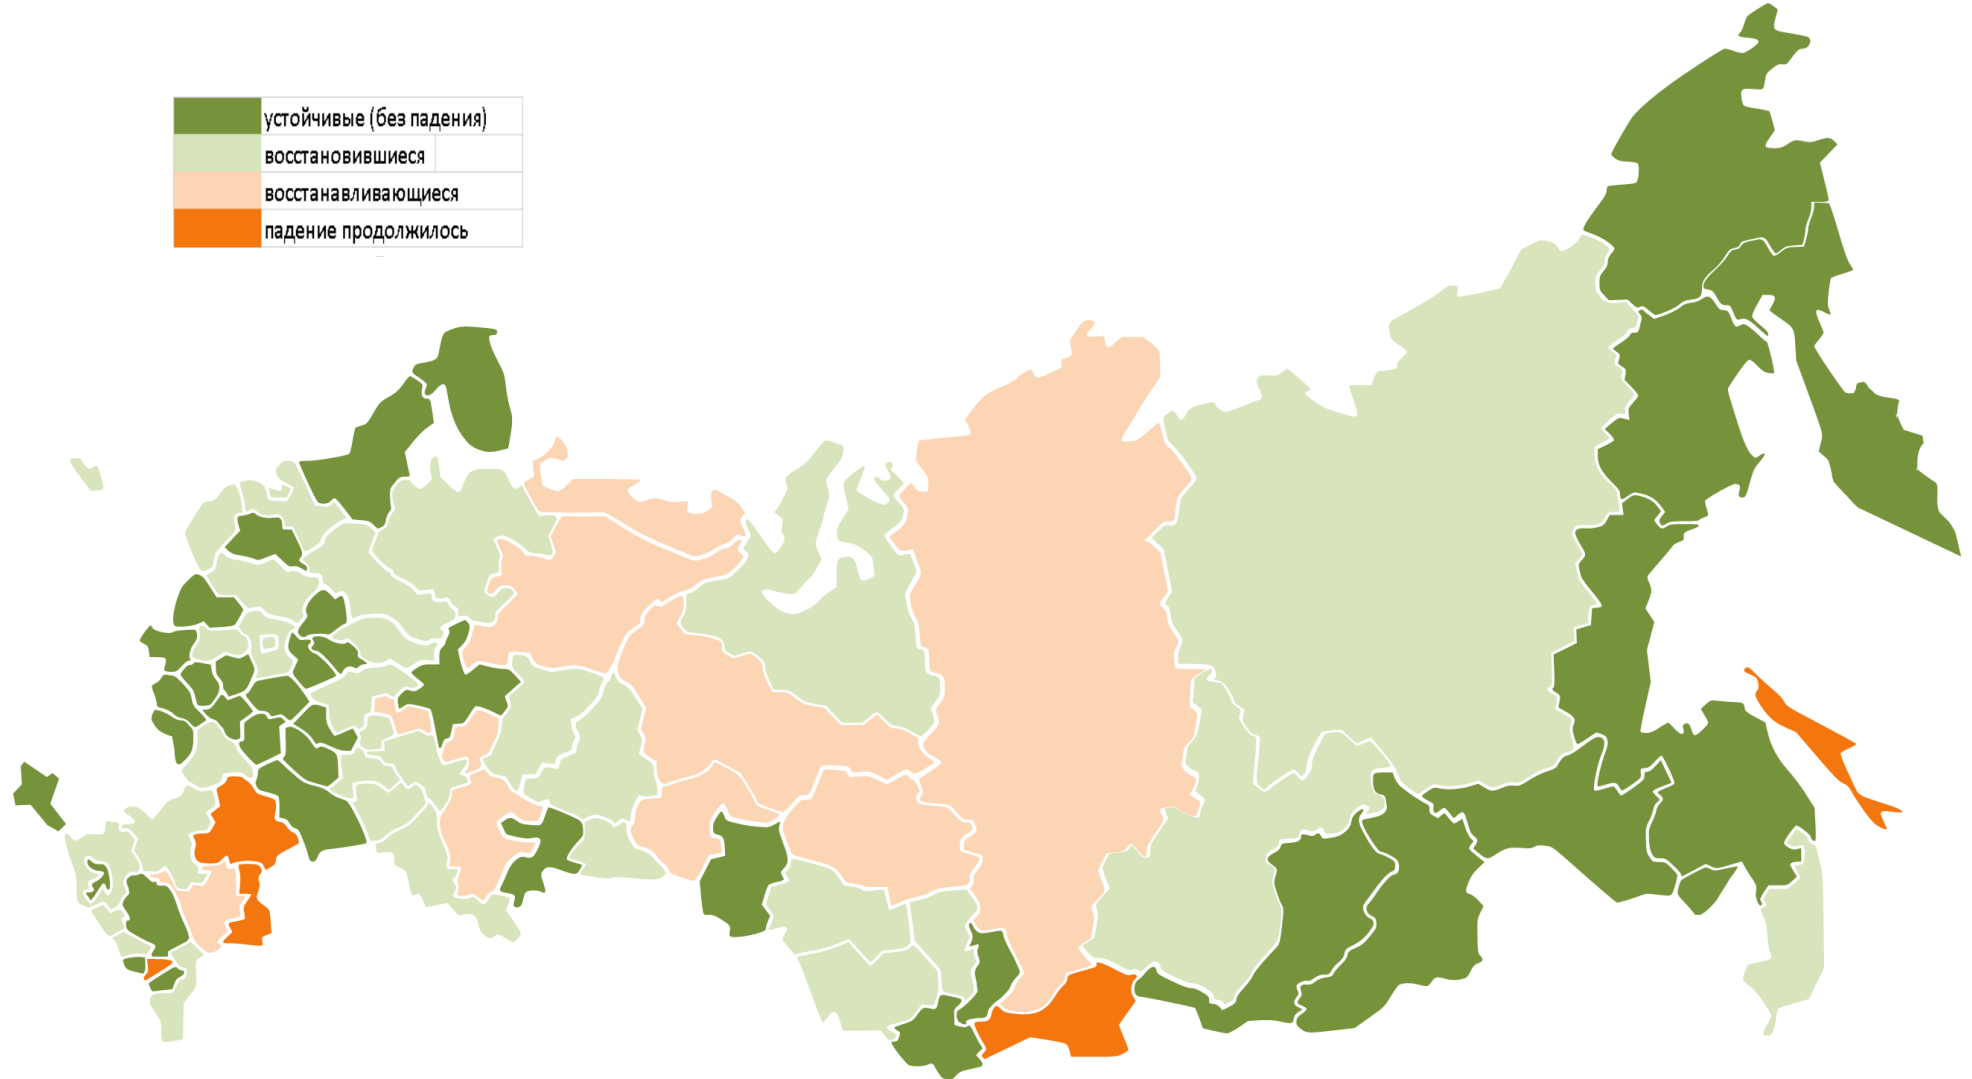 устойчивые (без падения)
восстановившиеся
восстанавливающиеся
падение продолжилось